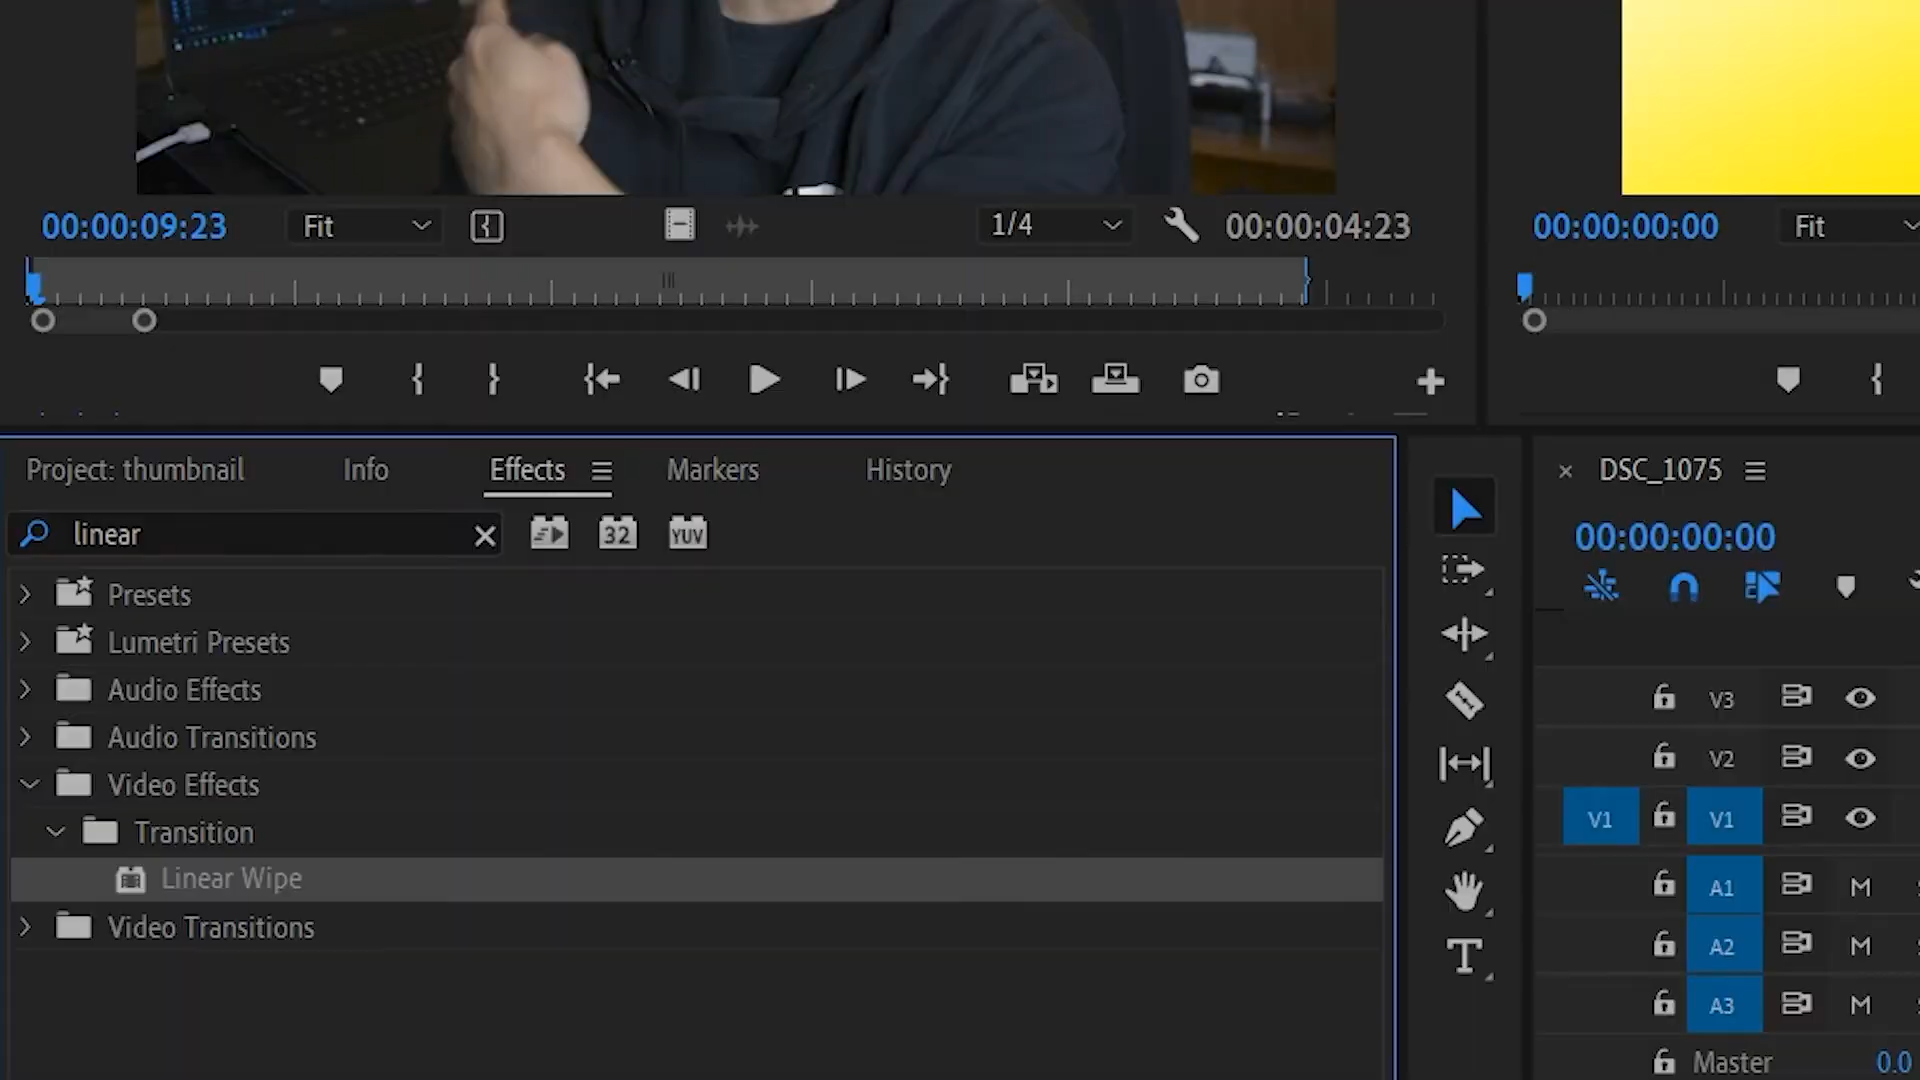 00:00:09:23 Fit 1/4 00:00:04:23
00:00:00:00 Fit
Project: thumbnail Info Effects Markers History
linear 32 YUV
Presets
Lumetri Presets
Audio Effects
Audio Transitions
Video Effects
Transition
Linear Wipe
Video Transitions
DSC_1075
00:00:00:00
V3
V2
V1 V1
A1 M
A2 M
A3 M
Master 0.0